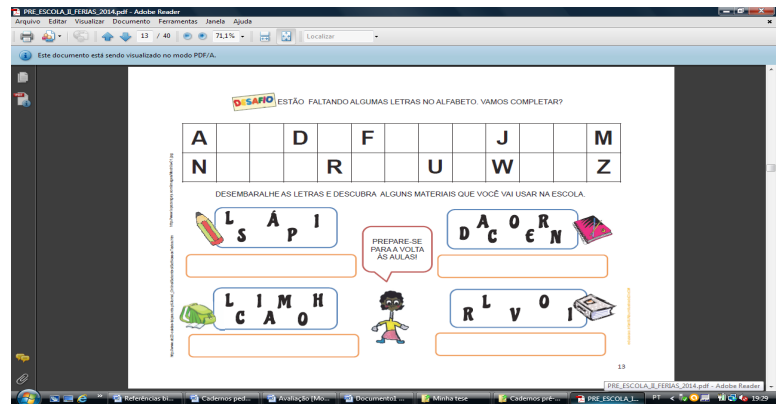 PRE_ESCOLA_II_FERIAS_2014.pdf - Adobe Reader
Arquivo Editar Visualizar Documento Ferramentas Janela Ajuda
13 / 40 71,1% Localizar
Este documento está sendo visualizado no modo PDF/A.
DESAFIO ESTÃO FALTANDO ALGUMAS LETRAS NO ALFABETO. VAMOS COMPLETAR?
A D F J M
N R U W Z
DESEMBARALHE AS LETRAS E DESCUBRA ALGUNS MATERIAIS QUE VOCÊ VAI USAR NA ESCOLA.
L Á I
S P
A O R
D C E N
PREPARE-SE
PARA A VOLTA
ÀS AULAS!
L I M H
C A O
L O
R V I
13
PRE_ESCOLA_II_FERIAS_2014.pdf - Adobe Reader
Referências bi... Cadernos ped... Avaliação [Mo... Documento1 ... Minha tese Cadernos pré-... PRE_ESCOLA_I... PT 19:29